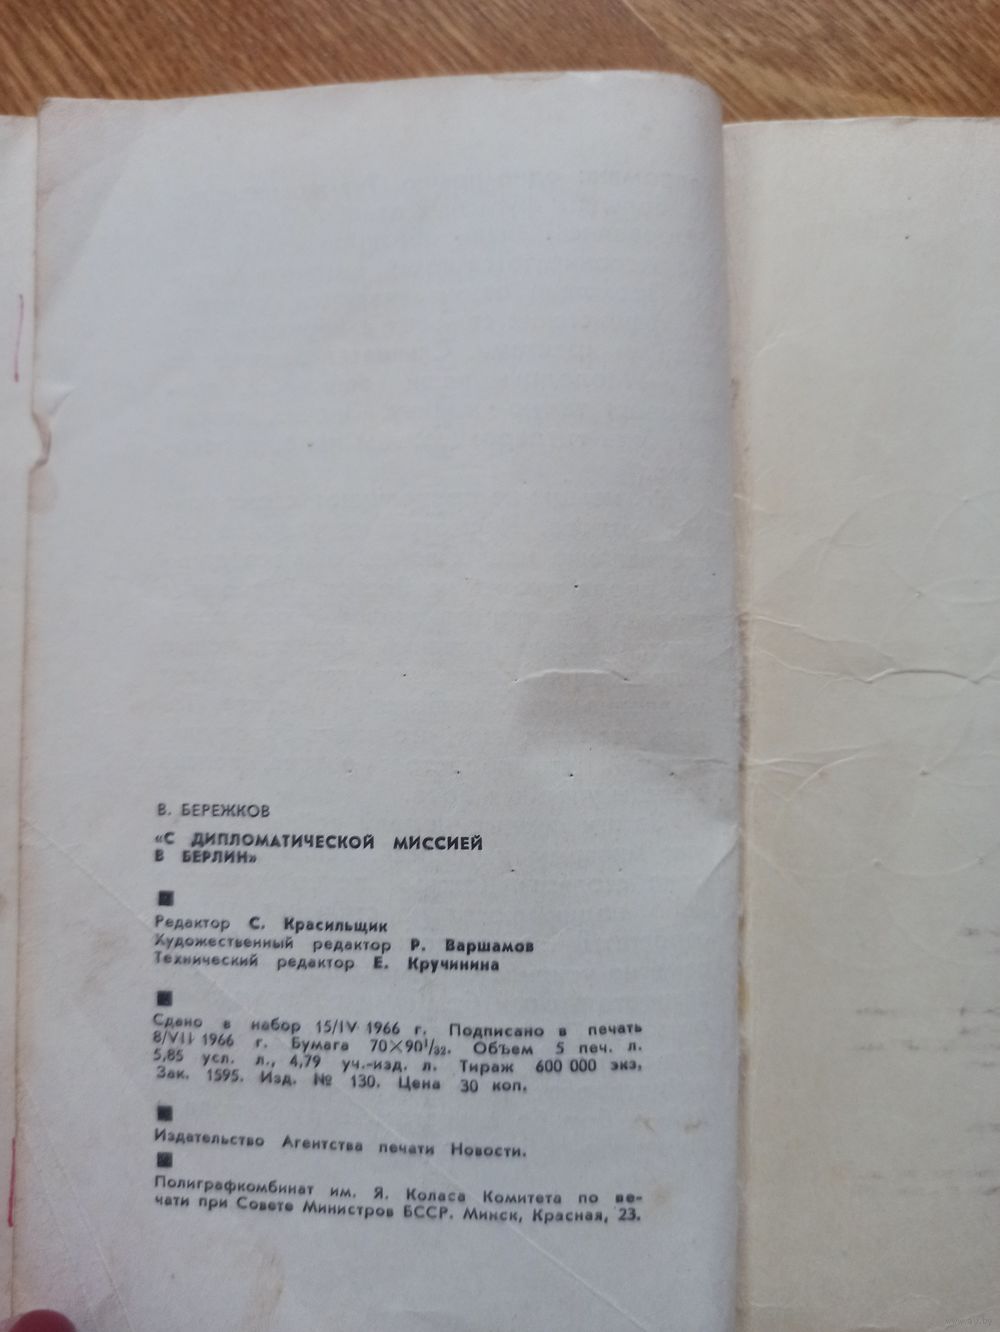 В. БЕРЕЖКОВ
«С ДИПЛОМАТИЧЕСКОЙ МИССИЕЙ
В БЕРЛИН»
Редактор С. Красильщик
Художественный редактор Р. Варшамов
Технический редактор Е. Кручинина
Сдано в набор 15/IV 1966 г. Подписано в печать
8/VII 1966 г. Бумага 70×90¹/₃₂. Объем 5 печ. л.
5,85 усл. л., 4,79 уч.-изд. л. Тираж 600 000 экз.
Зак. 1595. Изд. № 130. Цена 30 коп.
Издательство Агентства печати Новости.
Полиграфкомбинат им. Я. Коласа Комитета по пе-
чати при Совете Министров БССР. Минск, Красная, 23.